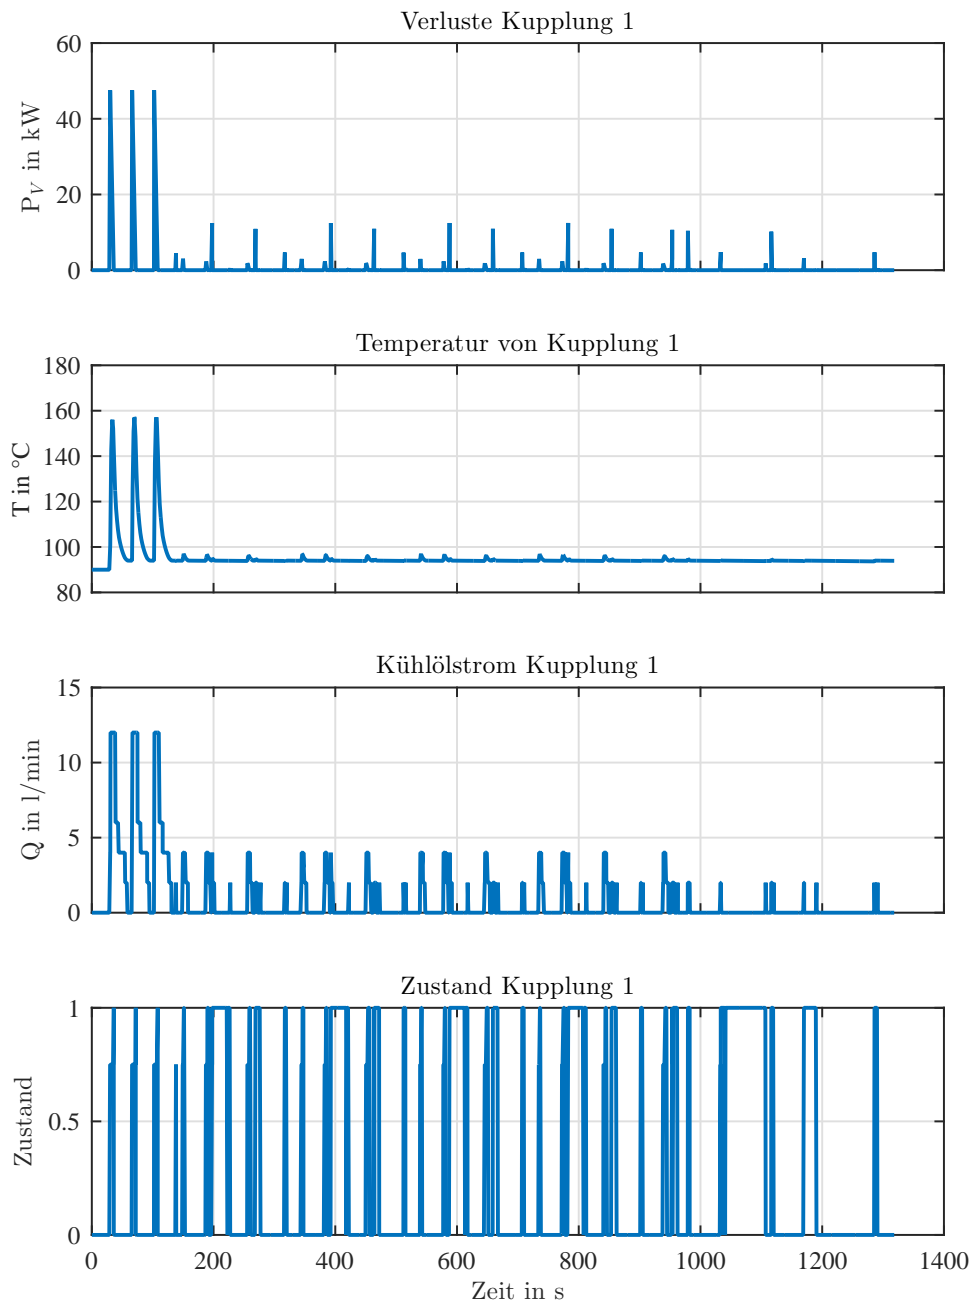 Verluste Kupplung 1
60
40
20
0
P_V in kW
Temperatur von Kupplung 1
180
160
140
120
100
80
T in °C
Kühlölstrom Kupplung 1
15
10
5
0
Q in l/min
Zustand Kupplung 1
1
0.5
0
Zustand
0 200 400 600 800 1000 1200 1400
Zeit in s